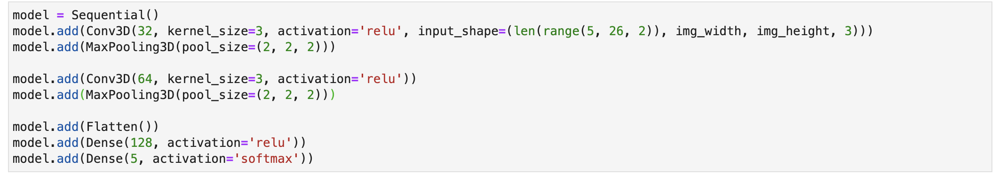 model = Sequential()
model.add(Conv3D(32, kernel_size=3, activation='relu', input_shape=(len(range(5, 26, 2)), img_width, img_height, 3)))
model.add(MaxPooling3D(pool_size=(2, 2, 2)))

model.add(Conv3D(64, kernel_size=3, activation='relu'))
model.add(MaxPooling3D(pool_size=(2, 2, 2)))

model.add(Flatten())
model.add(Dense(128, activation='relu'))
model.add(Dense(5, activation='softmax'))